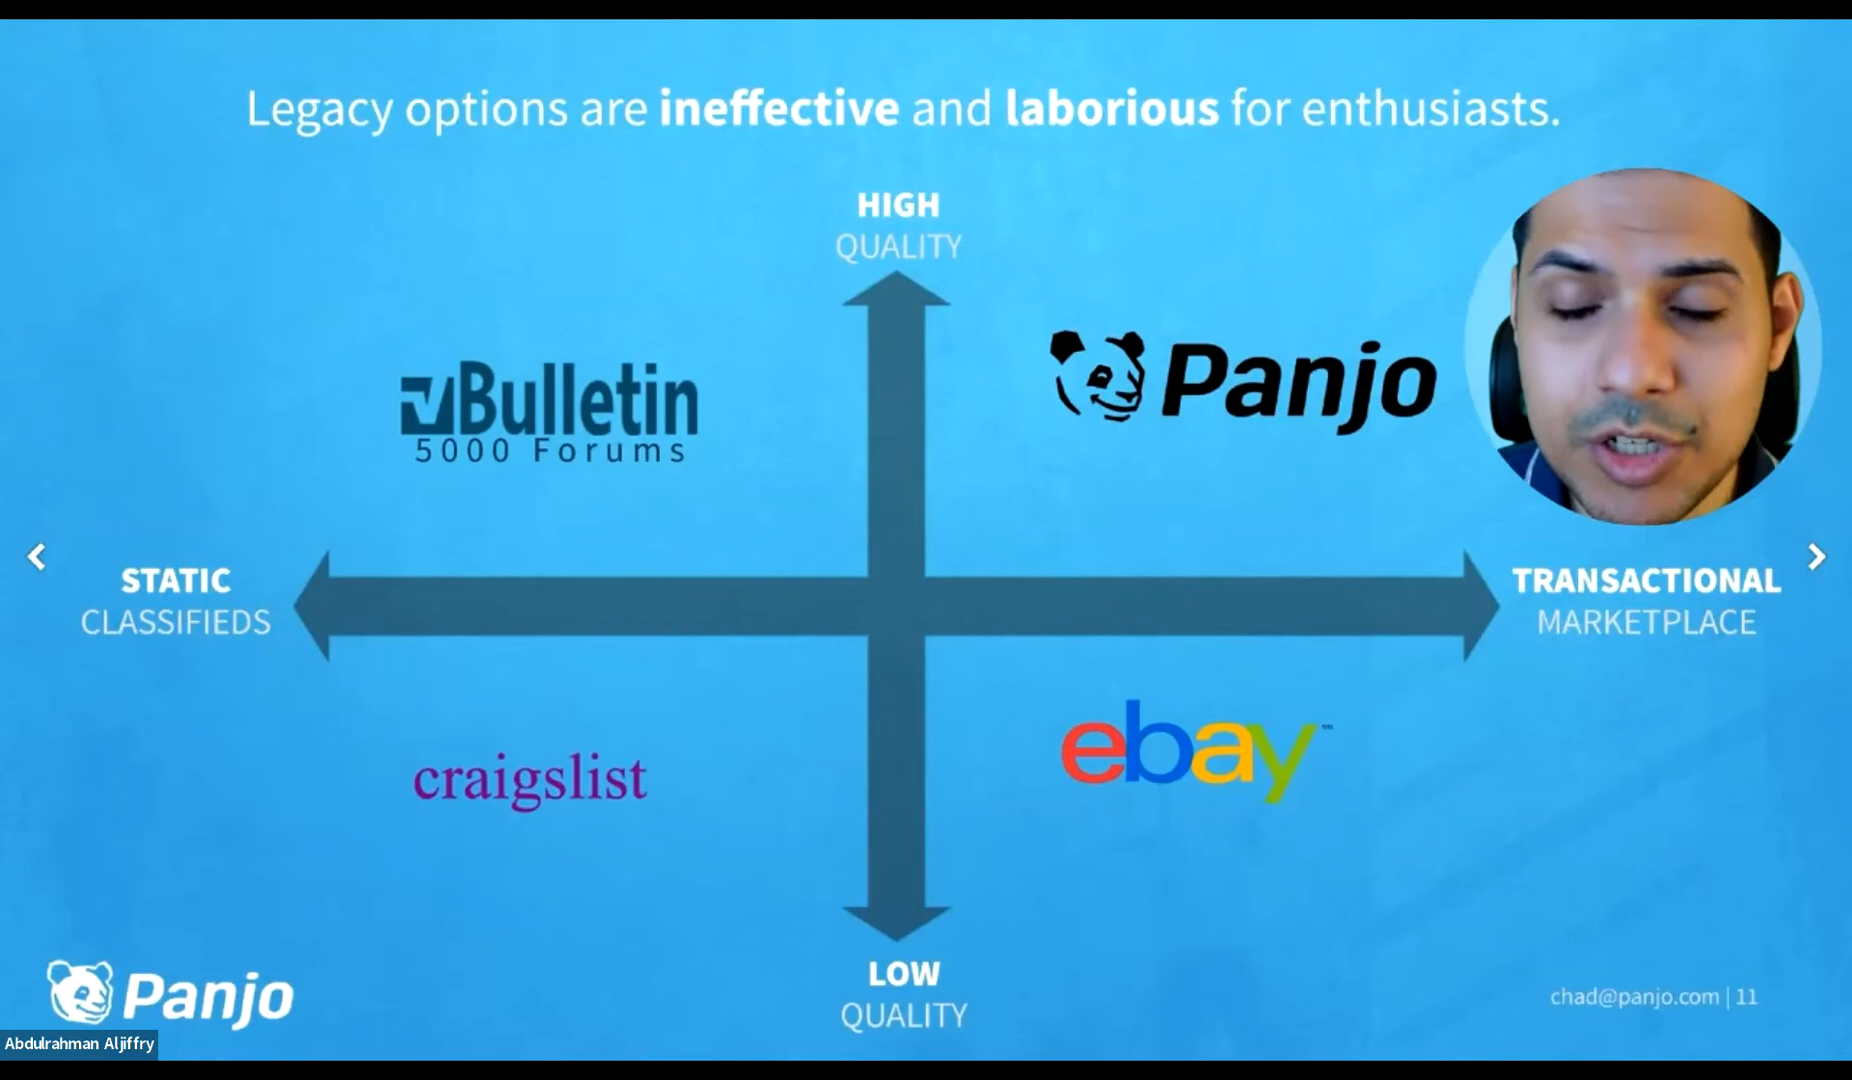 Legacy options are ineffective and laborious for enthusiasts.
HIGH
QUALITY
vBulletin
5000 Forums
Panjo
STATIC
CLASSIFIEDS
TRANSACTIONAL
MARKETPLACE
craigslist
ebay™
LOW
QUALITY
Panjo
chad@panjo.com | 11
Abdulrahman Aljiffry